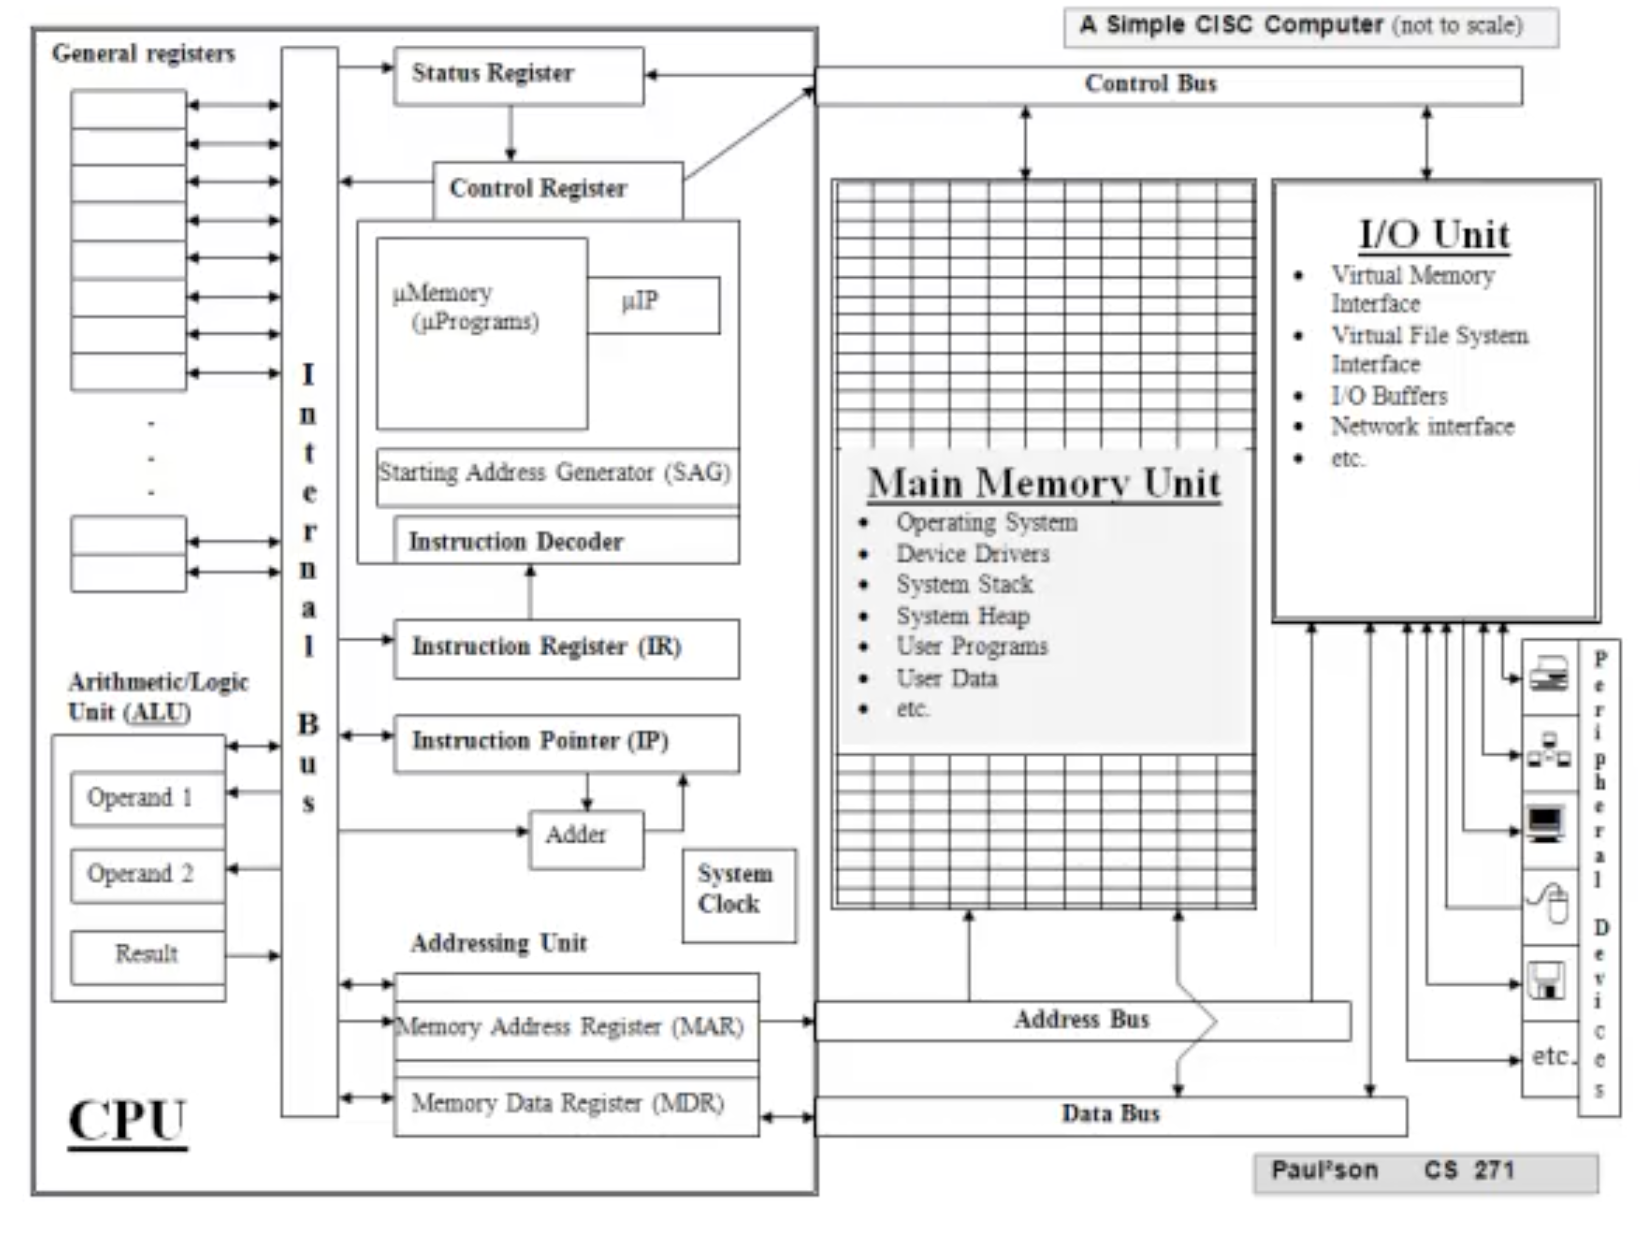 A Simple CISC Computer (not to scale)
General registers
Status Register
Control Bus
Control Register
μMemory
(μPrograms)
μIP
Starting Address Generator (SAG)
Instruction Decoder
Internal Bus
Instruction Register (IR)
Arithmetic/Logic
Unit (ALU)
Operand 1
Operand 2
Result
Instruction Pointer (IP)
Adder
System
Clock
Addressing Unit
Memory Address Register (MAR)
Memory Data Register (MDR)
CPU
Main Memory Unit
• Operating System
• Device Drivers
• System Stack
• System Heap
• User Programs
• User Data
• etc.
I/O Unit
• Virtual Memory
Interface
• Virtual File System
Interface
• I/O Buffers
• Network interface
• etc.
Peripheral Devices
etc.
Address Bus
Data Bus
Paul²son CS 271